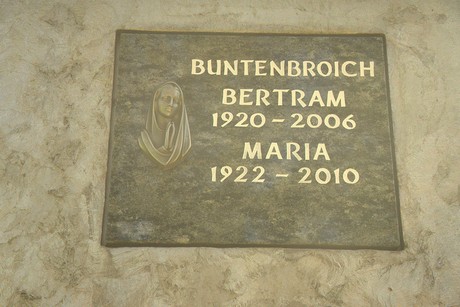 BUNTENBROICH
BERTRAM
1920 – 2006
MARIA
1922 – 2010